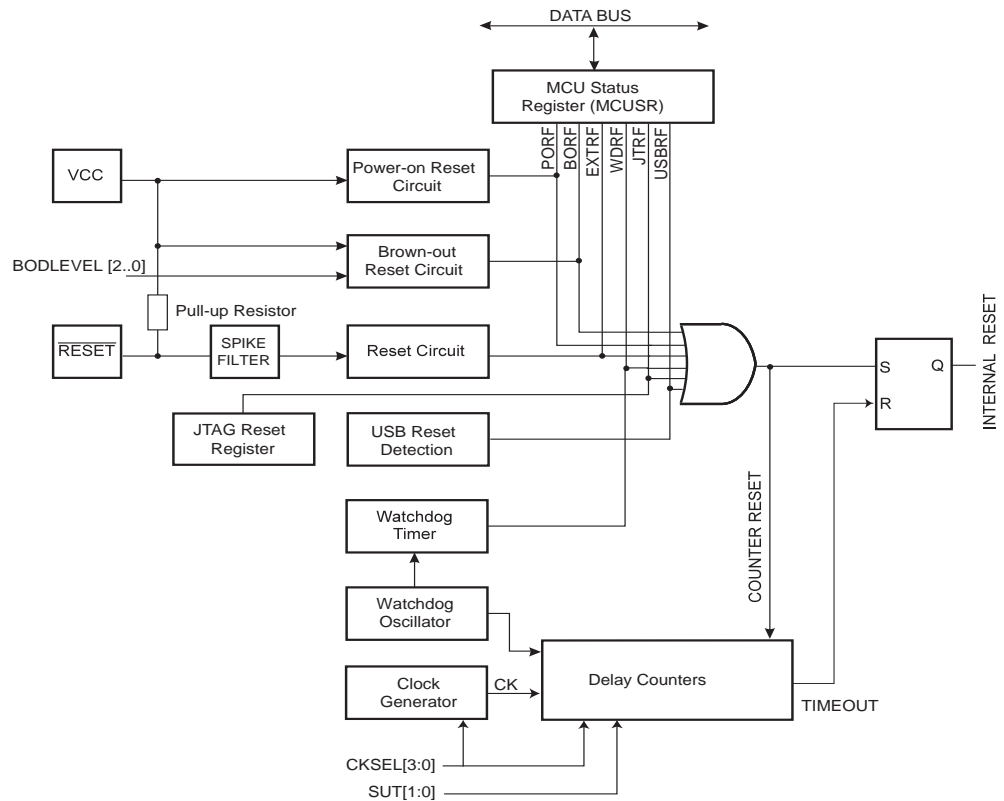 DATA BUS
MCU Status
Register (MCUSR)
PORF
BORF
EXTRF
WDRF
JTRF
USBRF
VCC
Power-on Reset
Circuit
BODLEVEL [2..0]
Brown-out
Reset Circuit
Pull-up Resistor
RESET
SPIKE
FILTER
Reset Circuit
S
Q
R
INTERNAL RESET
JTAG Reset
Register
USB Reset
Detection
Watchdog
Timer
COUNTER RESET
Watchdog
Oscillator
Clock
Generator
CK
Delay Counters
TIMEOUT
CKSEL[3:0]
SUT[1:0]